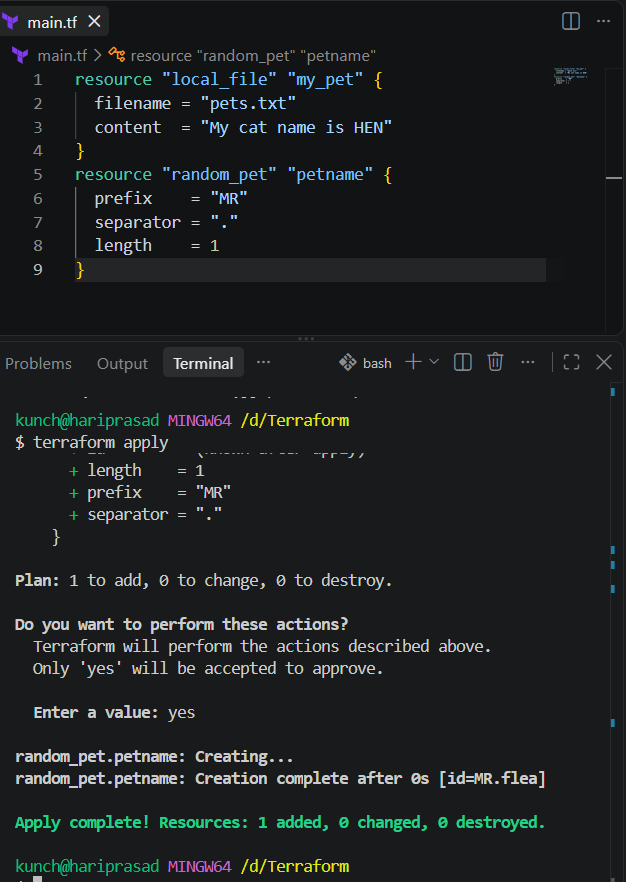 main.tf
main.tf > resource "random_pet" "petname"
1 resource "local_file" "my_pet" {
2   filename = "pets.txt"
3   content  = "My cat name is HEN"
4 }
5 resource "random_pet" "petname" {
6   prefix    = "MR"
7   separator = "."
8   length    = 1
9 }
Problems Output Terminal ... bash
kunch@hariprasad MINGW64 /d/Terraform
$ terraform apply
+ length    = 1
+ prefix    = "MR"
+ separator = "."
}
Plan: 1 to add, 0 to change, 0 to destroy.
Do you want to perform these actions?
Terraform will perform the actions described above.
Only 'yes' will be accepted to approve.
Enter a value: yes
random_pet.petname: Creating...
random_pet.petname: Creation complete after 0s [id=MR.flea]
Apply complete! Resources: 1 added, 0 changed, 0 destroyed.
kunch@hariprasad MINGW64 /d/Terraform